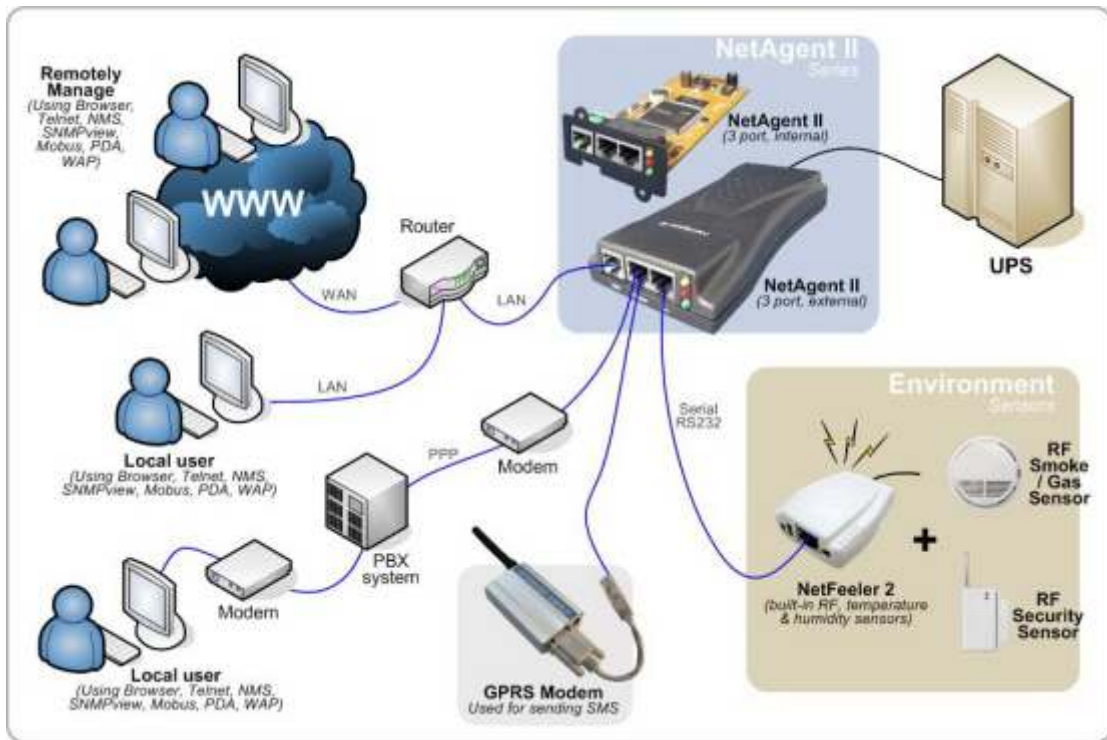 Remotely
Manage
(Using Browser,
Telnet, NMS,
SNMPview,
Mobus, PDA,
WAP)
WWW
Router
WAN
LAN
LAN
Local user
(Using Browser, Telnet, NMS,
SNMPview, Mobus, PDA, WAP)
NetAgent II
Series
NetAgent II
(3 port, internal)
NetAgent II
(3 port, external)
UPS
Modem
PPP
PBX
system
Modem
Local user
(Using Browser, Telnet, NMS,
SNMPview, Mobus, PDA, WAP)
GPRS Modem
Used for sending SMS
Serial
RS232
Environment
Sensors
RF
Smoke
/ Gas
Sensor
+
NetFeeler 2
(built-in RF, temperature
& humidity sensors)
RF
Security
Sensor